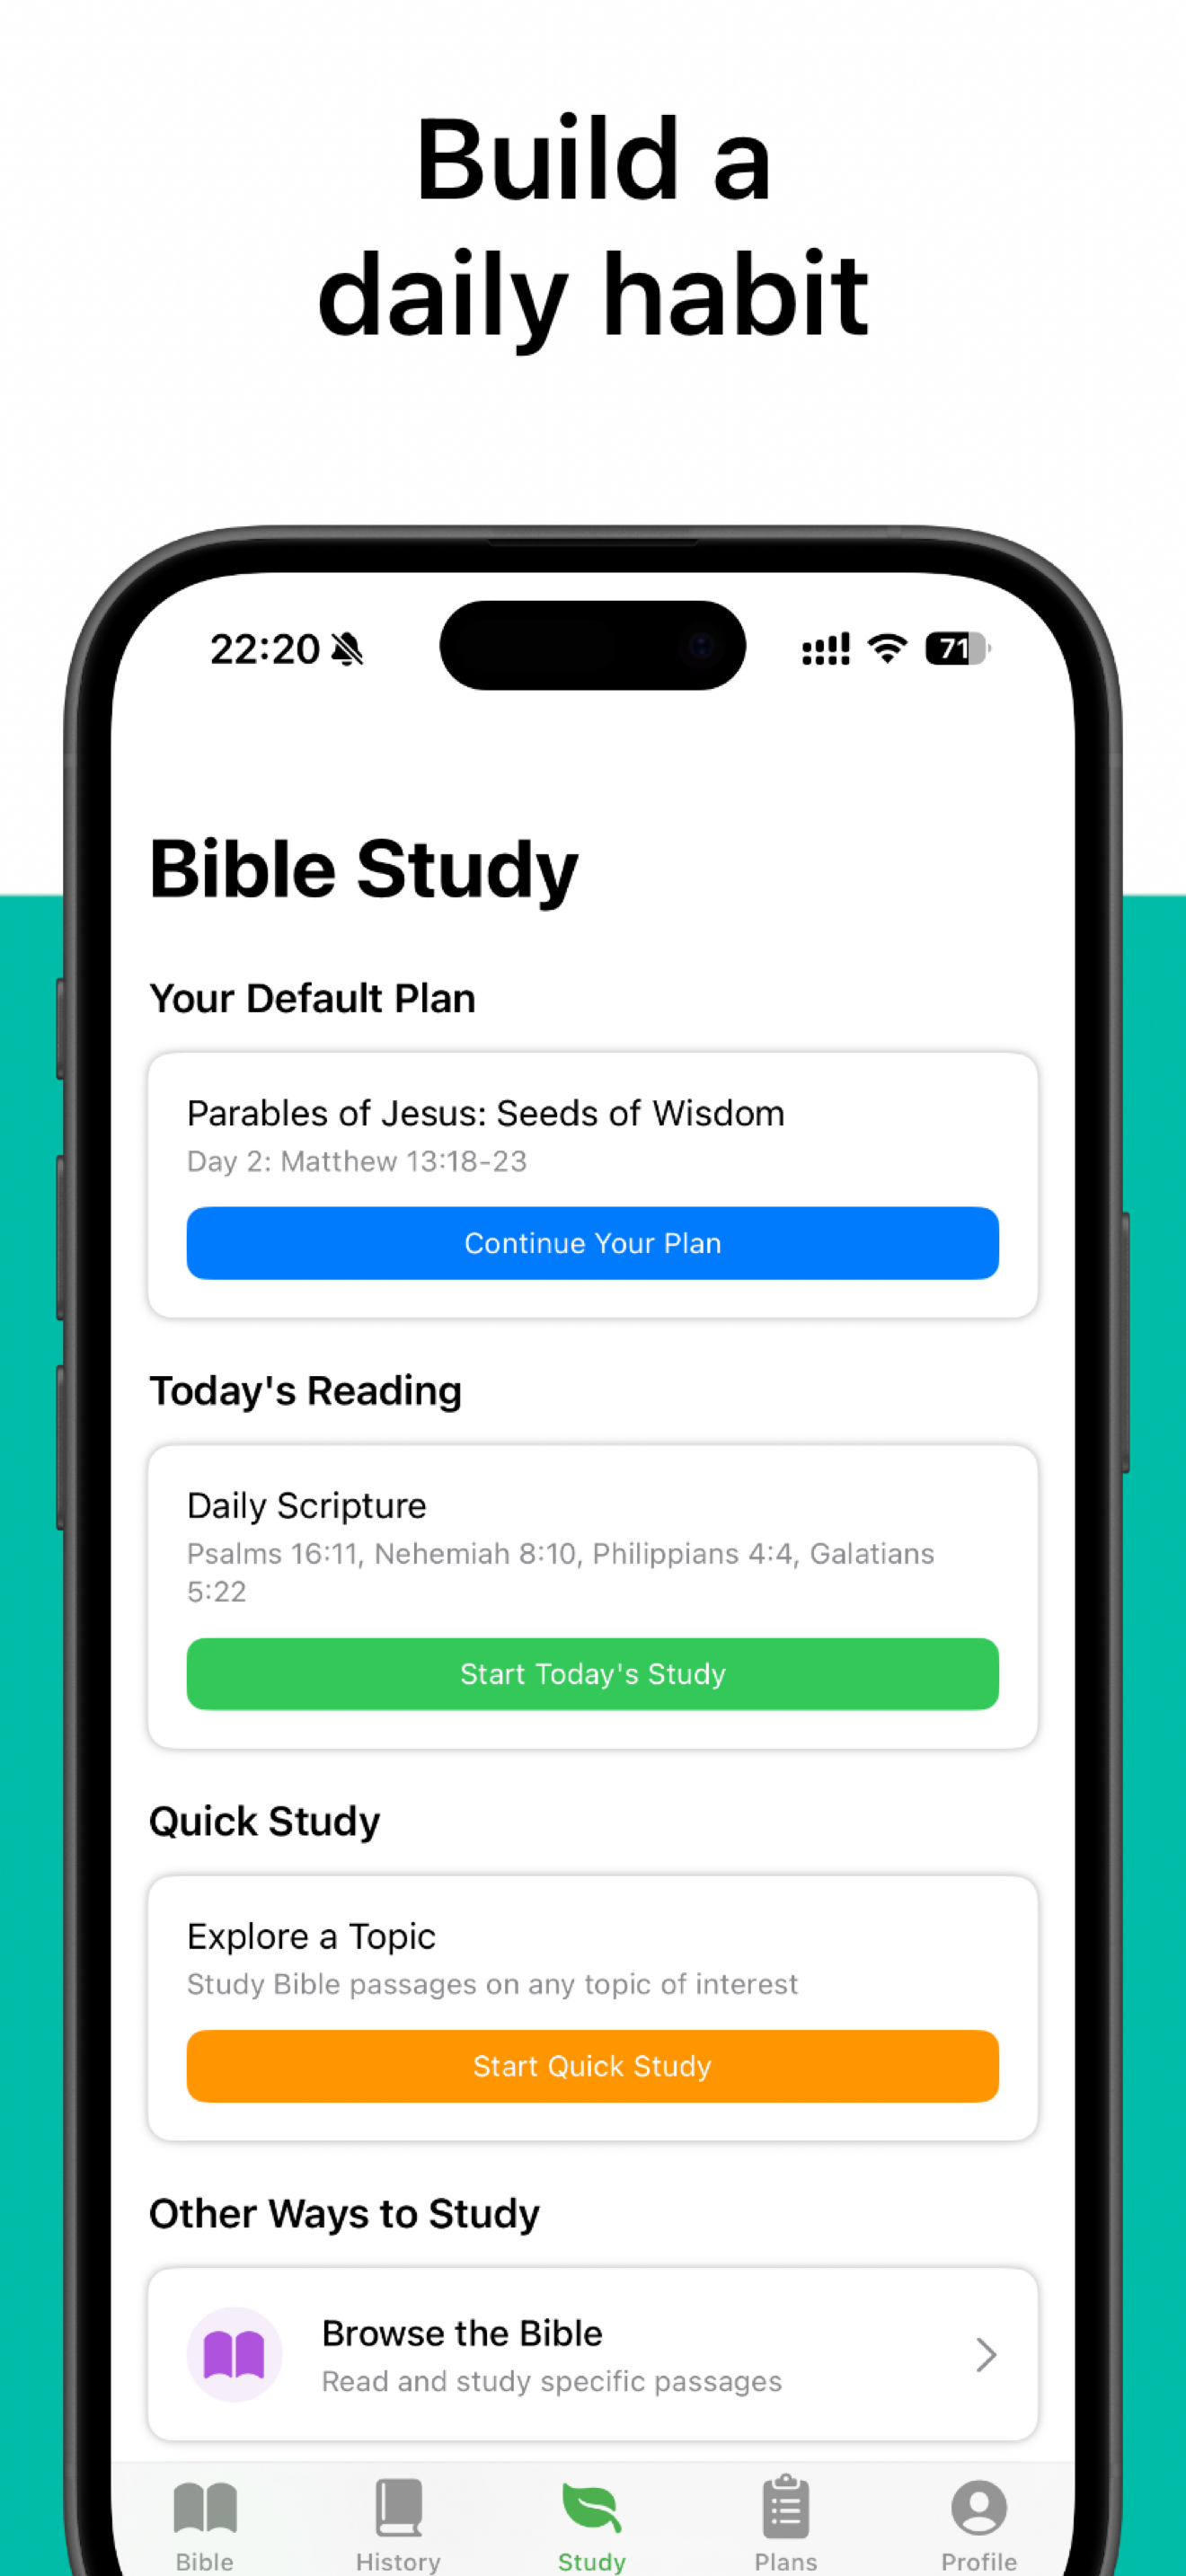 Build a
daily habit
22:20
71
Bible Study
Your Default Plan
Parables of Jesus: Seeds of Wisdom
Day 2: Matthew 13:18-23
Continue Your Plan
Today's Reading
Daily Scripture
Psalms 16:11, Nehemiah 8:10, Philippians 4:4, Galatians
5:22
Start Today's Study
Quick Study
Explore a Topic
Study Bible passages on any topic of interest
Start Quick Study
Other Ways to Study
Browse the Bible
Read and study specific passages
Bible
History
Study
Plans
Profile